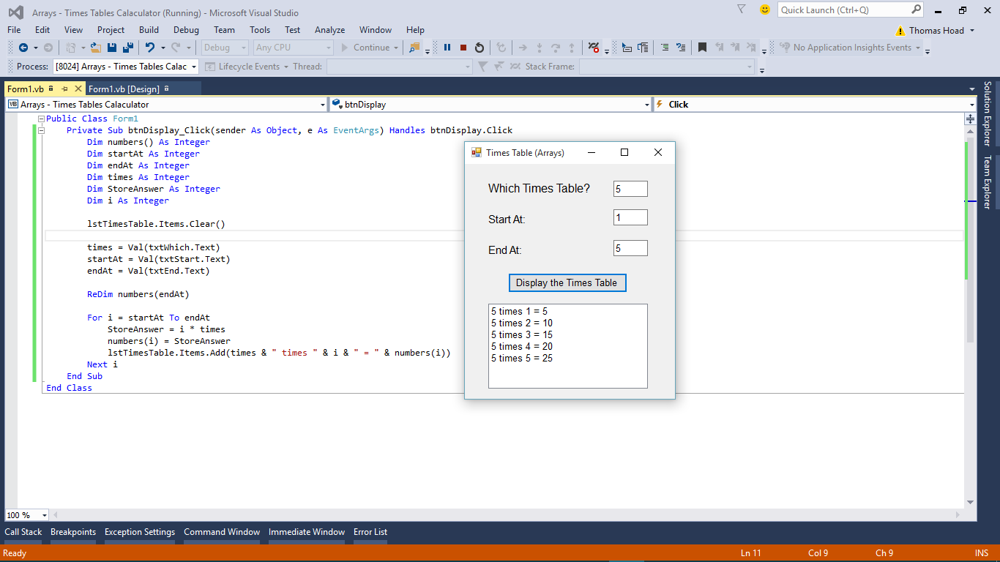 Arrays - Times Tables Calaculator (Running) - Microsoft Visual Studio
Quick Launch (Ctrl+Q)
File Edit View Project Build Debug Team Tools Test Analyze Window Help
Thomas Hoad
Debug Any CPU Continue No Application Insights Events
Process: [8024] Arrays - Times Tables Calac Lifecycle Events Thread: Stack Frame:
Form1.vb Form1.vb [Design]
VB Arrays - Times Tables Calaculator btnDisplay Click
Public Class Form1
Private Sub btnDisplay_Click(sender As Object, e As EventArgs) Handles btnDisplay.Click
Dim numbers() As Integer
Dim startAt As Integer
Dim endAt As Integer
Dim times As Integer
Dim StoreAnswer As Integer
Dim i As Integer
lstTimesTable.Items.Clear()
times = Val(txtWhich.Text)
startAt = Val(txtStart.Text)
endAt = Val(txtEnd.Text)
ReDim numbers(endAt)
For i = startAt To endAt
StoreAnswer = i * times
numbers(i) = StoreAnswer
lstTimesTable.Items.Add(times & " times " & i & " = " & numbers(i))
Next i
End Sub
End Class
Times Table (Arrays)
Which Times Table? 5
Start At: 1
End At: 5
Display the Times Table
5 times 1 = 5
5 times 2 = 10
5 times 3 = 15
5 times 4 = 20
5 times 5 = 25
Solution Explorer
Team Explorer
100 %
Call Stack Breakpoints Exception Settings Command Window Immediate Window Error List
Ready Ln 11 Col 9 Ch 9 INS